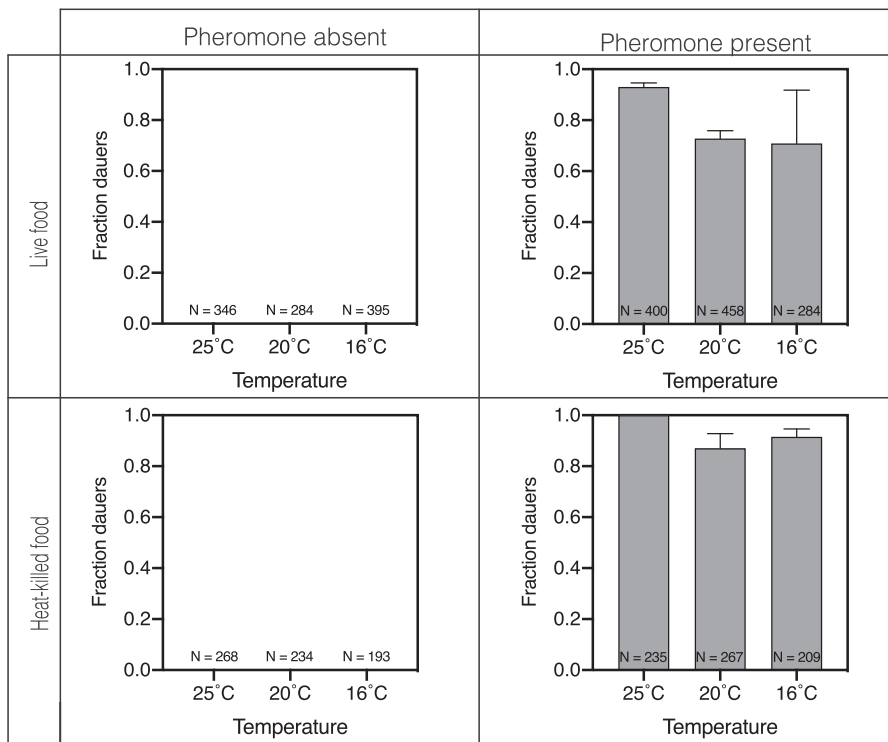 Pheromone absent
Pheromone present
Live food
Fraction dauers
1.0
0.8
0.6
0.4
0.2
0.0
N = 346 N = 284 N = 395
25˚C 20˚C 16˚C
Temperature
Fraction dauers
1.0
0.8
0.6
0.4
0.2
0.0
N = 400 N = 458 N = 284
25˚C 20˚C 16˚C
Temperature
Heat-killed food
Fraction dauers
1.0
0.8
0.6
0.4
0.2
0.0
N = 268 N = 234 N = 193
25˚C 20˚C 16˚C
Temperature
Fraction dauers
1.0
0.8
0.6
0.4
0.2
0.0
N = 235 N = 267 N = 209
25˚C 20˚C 16˚C
Temperature